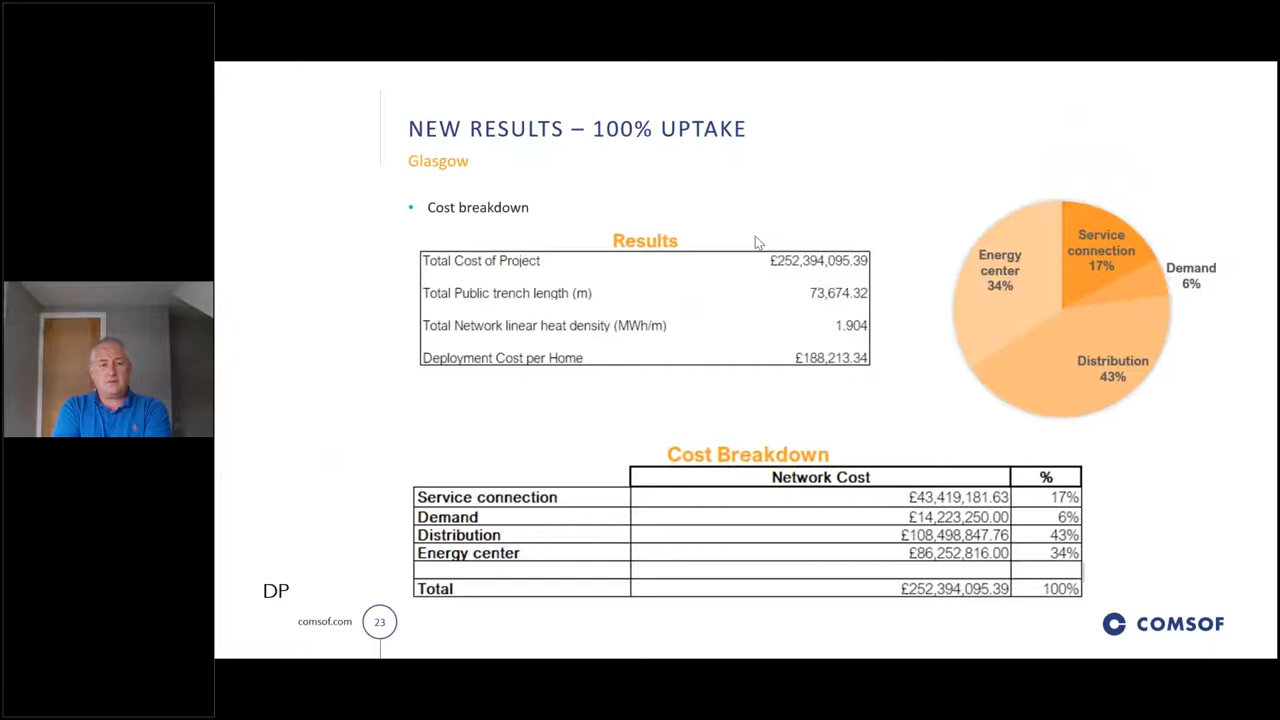 NEW RESULTS – 100% UPTAKE
Glasgow
• Cost breakdown
Results
Total Cost of Project £252,394,095.39
Total Public trench length (m) 73,674.32
Total Network linear heat density (MWh/m) 1.904
Deployment Cost per Home £188,213.34
Service
connection
17%
Demand
6%
Energy
center
34%
Distribution
43%
Cost Breakdown
Network Cost %
Service connection £43,419,181.63 17%
Demand £14,223,250.00 6%
Distribution £108,498,847.76 43%
Energy center £86,252,816.00 34%
Total £252,394,095.39 100%
DP
comsof.com 23
COMSOF